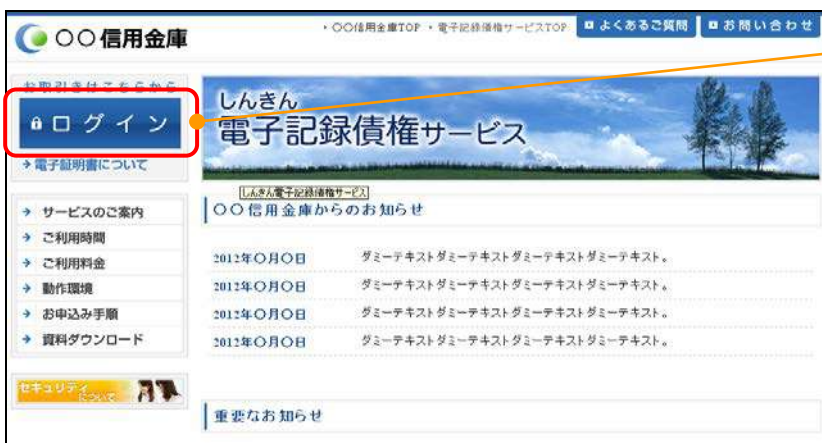 〇〇信用金庫
・〇〇信用金庫TOP ・電子記録債権サービスTOP
よくあるご質問
お問い合わせ
お取引きはこちらから
ログイン
電子証明書について
しんきん
電子記録債権サービス
しんきん電子記録債権サービス
サービスのご案内
ご利用時間
ご利用料金
動作環境
お申込み手順
資料ダウンロード
セキュリティ
について
〇〇信用金庫からのお知らせ
2012年〇月〇日 ダミーテキストダミーテキストダミーテキストダミーテキスト。
2012年〇月〇日 ダミーテキストダミーテキストダミーテキストダミーテキスト。
2012年〇月〇日 ダミーテキストダミーテキストダミーテキストダミーテキスト。
2012年〇月〇日 ダミーテキストダミーテキストダミーテキストダミーテキスト。
重要なお知らせ